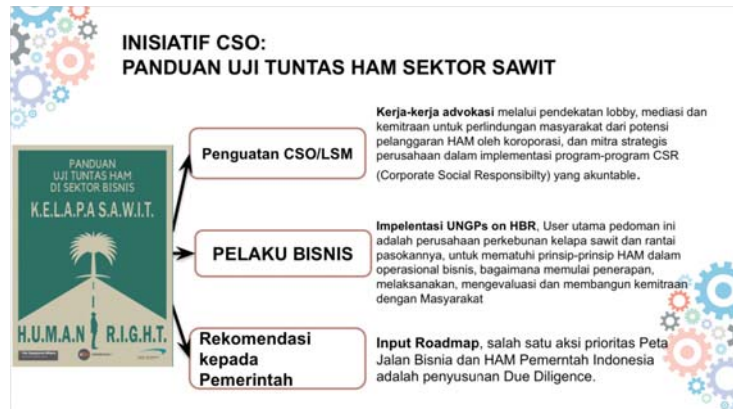 INISIATIF CSO:
PANDUAN UJI TUNTAS HAM SEKTOR SAWIT
PANDUAN
UJI TUNTAS HAM
DI SEKTOR BISNIS
K.E.L.A.P.A S.A.W.I.T.
H.U.M.A.N R.I.G.H.T.
Penguatan CSO/LSM
Kerja-kerja advokasi melalui pendekatan lobby, mediasi dan
kemitraan untuk perlindungan masyarakat dari potensi
pelanggaran HAM oleh koroporasi, dan mitra strategis
perusahaan dalam implementasi program-program CSR
(Corporate Social Responsibilty) yang akuntable.
PELAKU BISNIS
Impelentasi UNGPs on HBR, User utama pedoman ini
adalah perusahaan perkebunan kelapa sawit dan rantai
pasokannya, untuk mematuhi prinsip-prinsip HAM dalam
operasional bisnis, bagaimana memulai penerapan,
melaksanakan, mengevaluasi dan membangun kemitraan
dengan Masyarakat
Rekomendasi
kepada
Pemerintah
Input Roadmap, salah satu aksi prioritas Peta
Jalan Bisnia dan HAM Pemerntah Indonesia
adalah penyusunan Due Diligence.